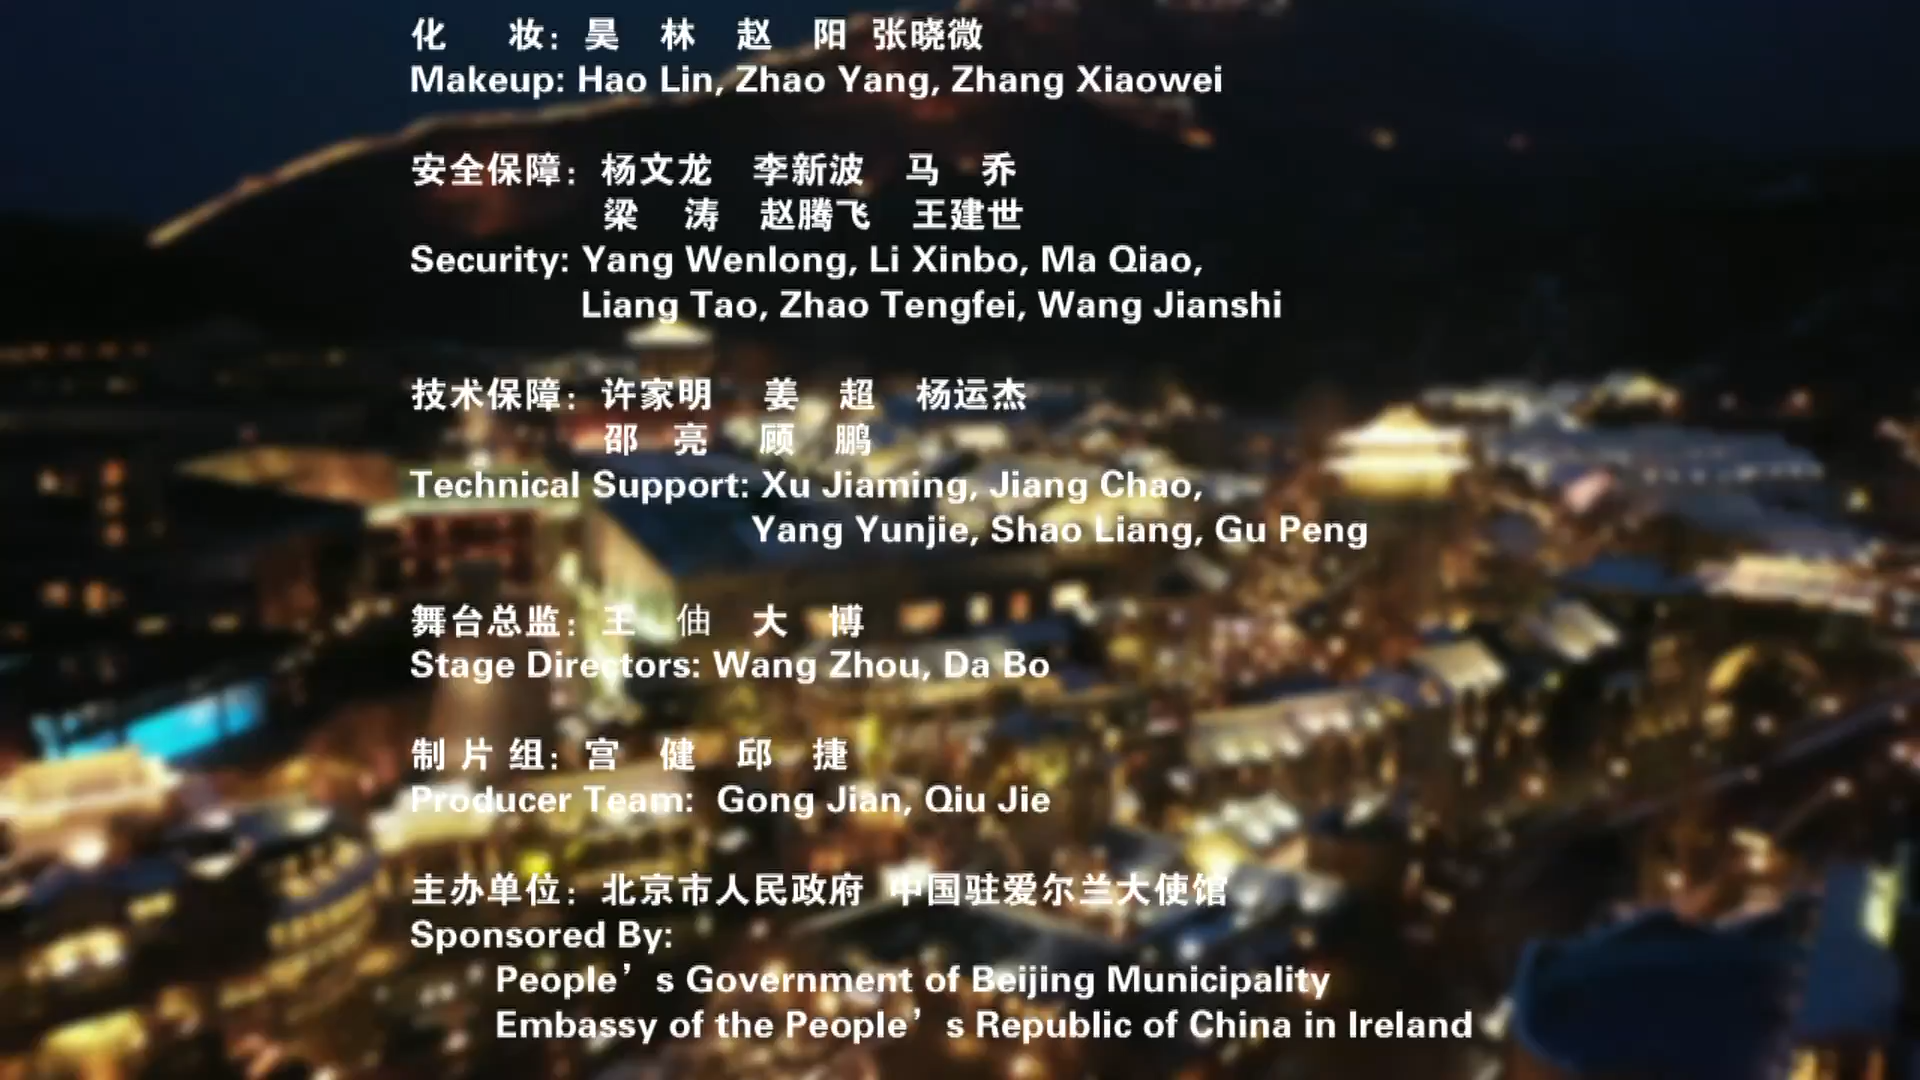 化 妆：昊 林 赵 阳 张晓微
Makeup: Hao Lin, Zhao Yang, Zhang Xiaowei
安全保障：杨文龙 李新波 马 乔
梁 涛 赵腾飞 王建世
Security: Yang Wenlong, Li Xinbo, Ma Qiao,
Liang Tao, Zhao Tengfei, Wang Jianshi
技术保障：许家明 姜 超 杨运杰
邵 亮 顾 鹏
Technical Support: Xu Jiaming, Jiang Chao,
Yang Yunjie, Shao Liang, Gu Peng
舞台总监：王 伷 大 博
Stage Directors: Wang Zhou, Da Bo
制 片 组：宫 健 邱 捷
Producer Team: Gong Jian, Qiu Jie
主办单位：北京市人民政府 中国驻爱尔兰大使馆
Sponsored By:
People’s Government of Beijing Municipality
Embassy of the People’s Republic of China in Ireland